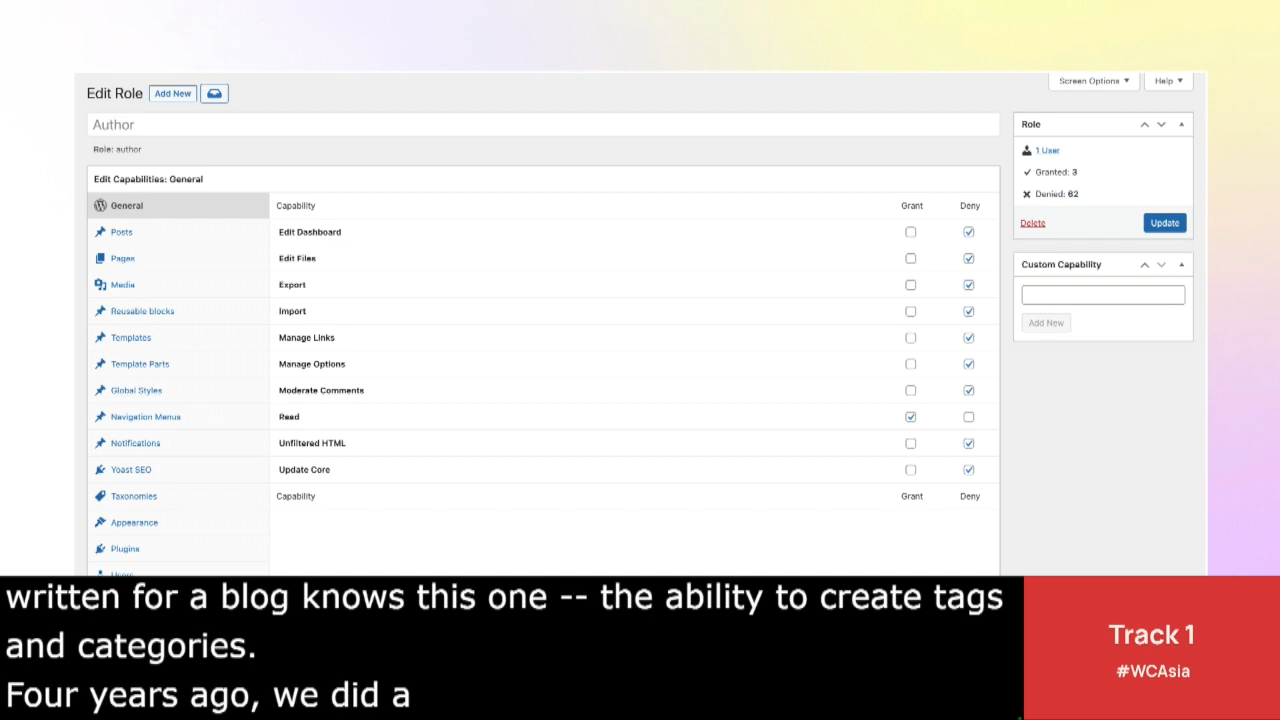 Screen Options ▼ Help ▼
Edit Role Add New
Author
Role: author
Edit Capabilities: General
General
Posts
Pages
Media
Reusable blocks
Templates
Template Parts
Global Styles
Navigation Menus
Notifications
Yoast SEO
Taxonomies
Appearance
Plugins
Users
Capability Grant Deny
Edit Dashboard
Edit Files
Export
Import
Manage Links
Manage Options
Moderate Comments
Read
Unfiltered HTML
Update Core
Capability Grant Deny
Role
1 User
Granted: 3
Denied: 62
Delete Update
Custom Capability
Add New
written for a blog knows this one -- the ability to create tags
and categories.
Four years ago, we did a
Track 1
#WCAsia